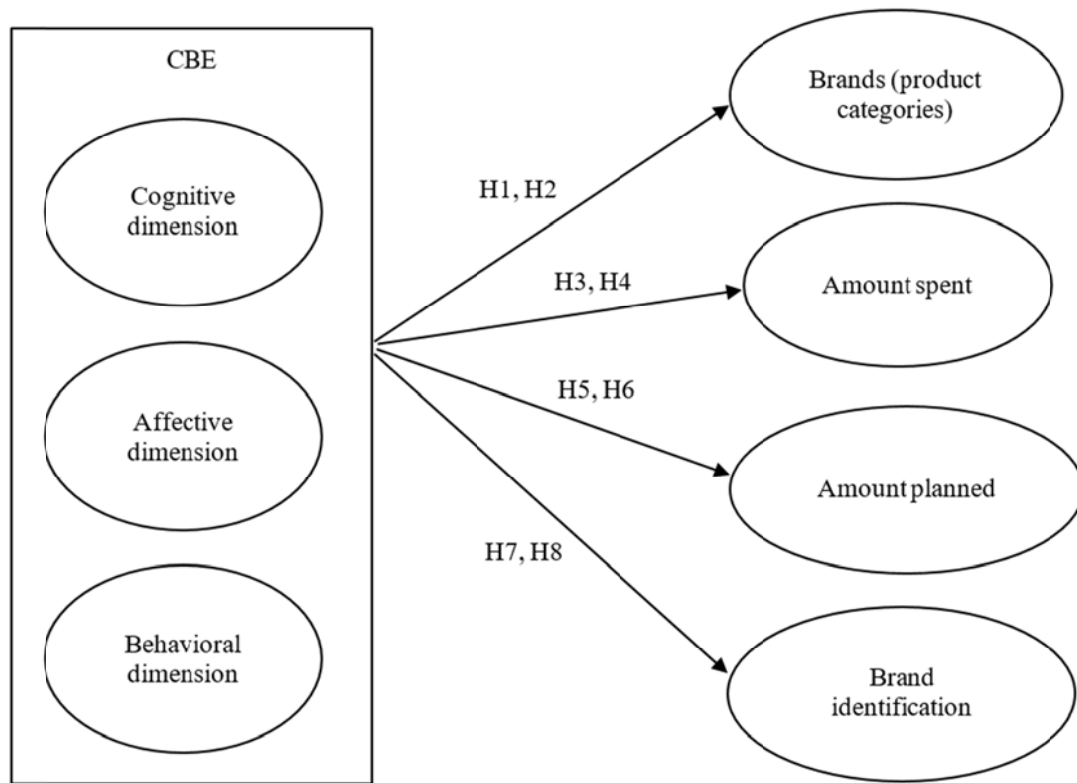 CBE
Cognitive
dimension
Affective
dimension
Behavioral
dimension
H1, H2
H3, H4
H5, H6
H7, H8
Brands (product
categories)
Amount spent
Amount planned
Brand
identification